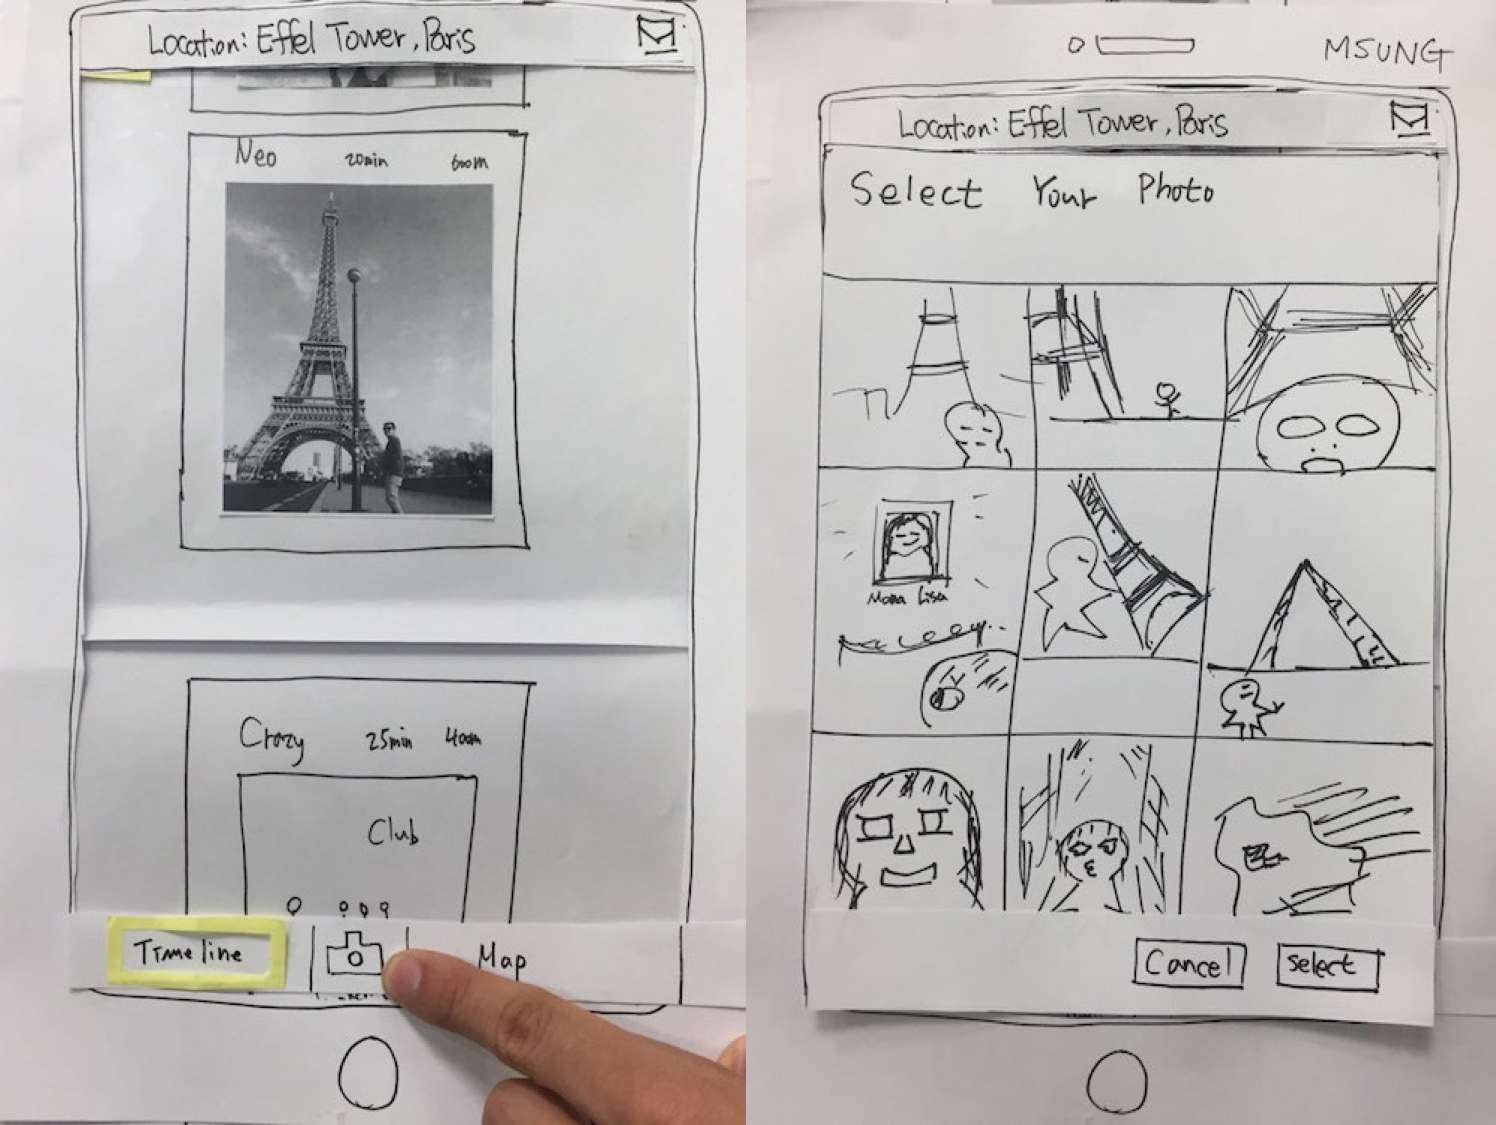 Location: Effel Tower, Paris
Neo 20min 600m
Crazy 25min 400m
Club
Timeline
Map
MSUNG
Location: Effel Tower, Paris
Select Your Photo
Mona Lisa
Cancel
Select